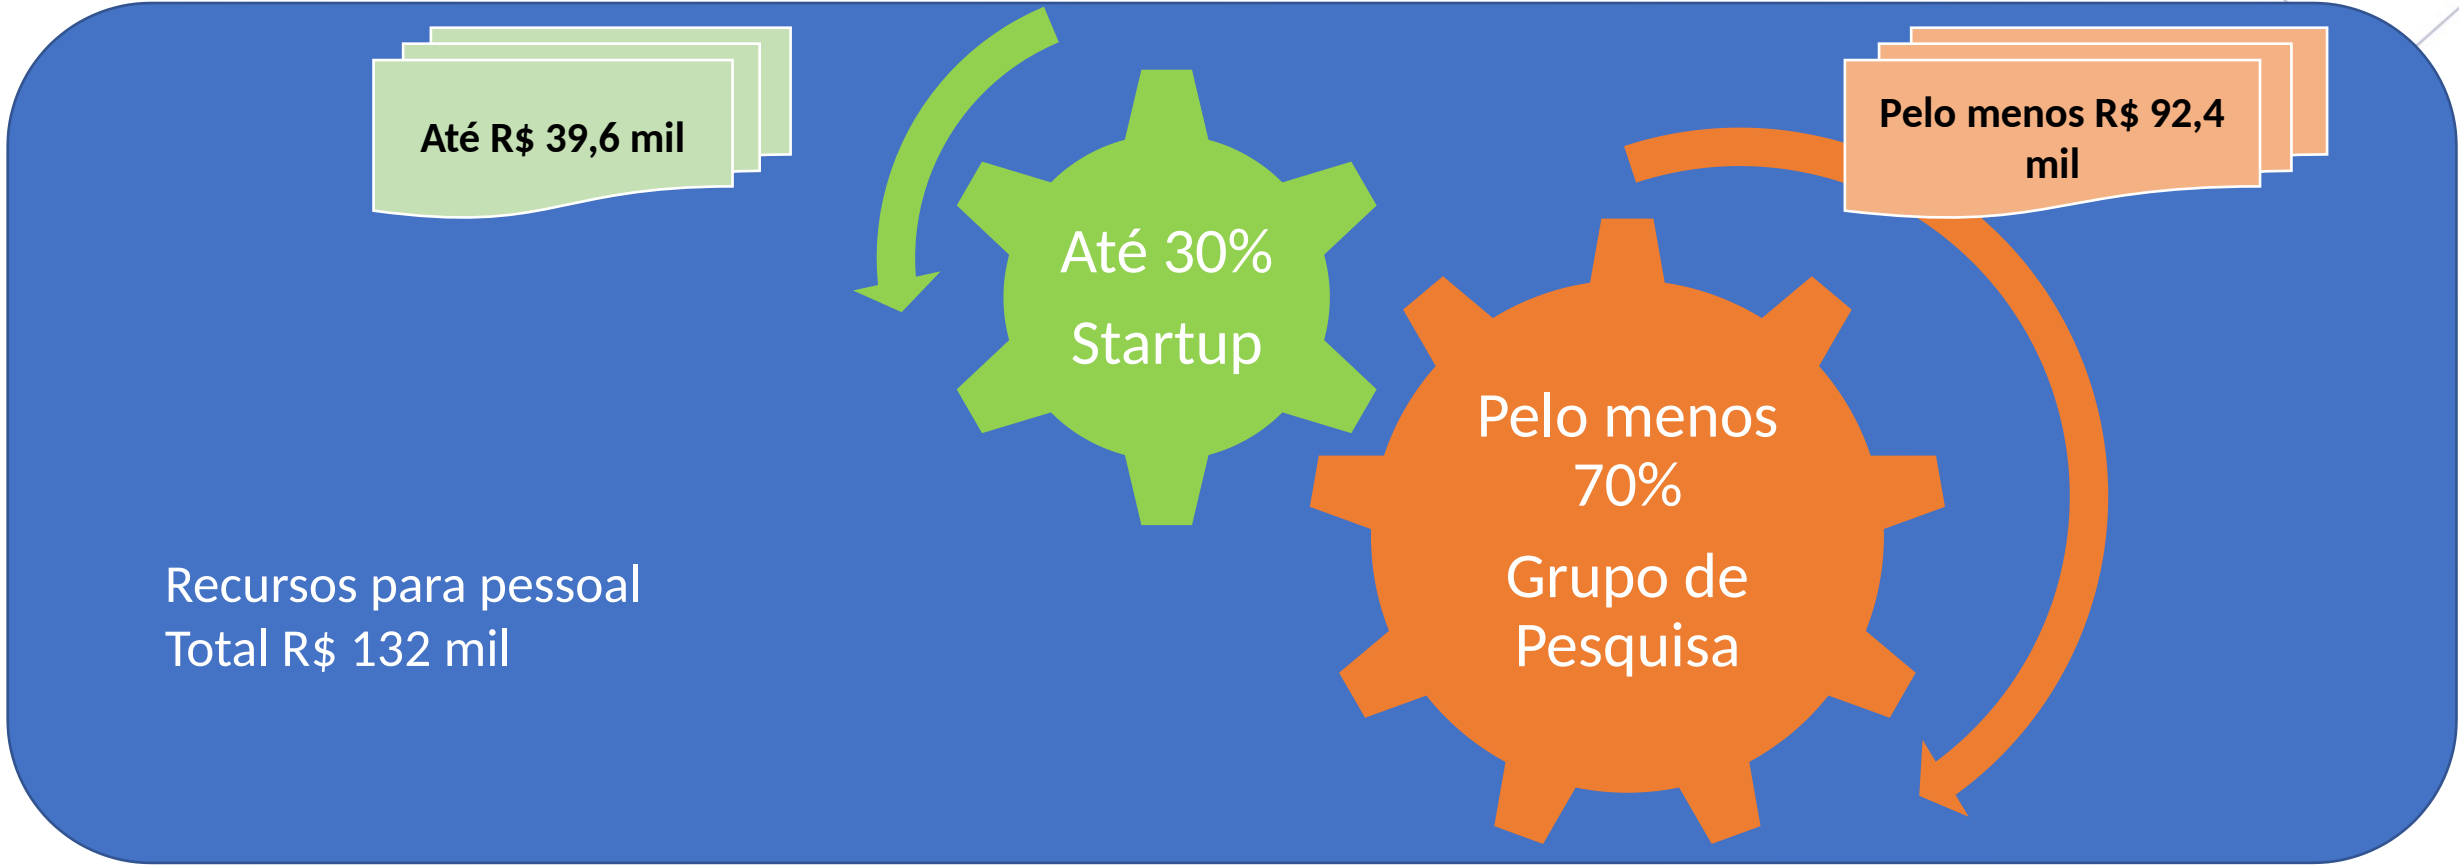 Até R$ 39,6 mil
Pelo menos R$ 92,4
mil
Até 30%
Startup
Pelo menos
70%
Grupo de
Pesquisa
Recursos para pessoal
Total R$ 132 mil